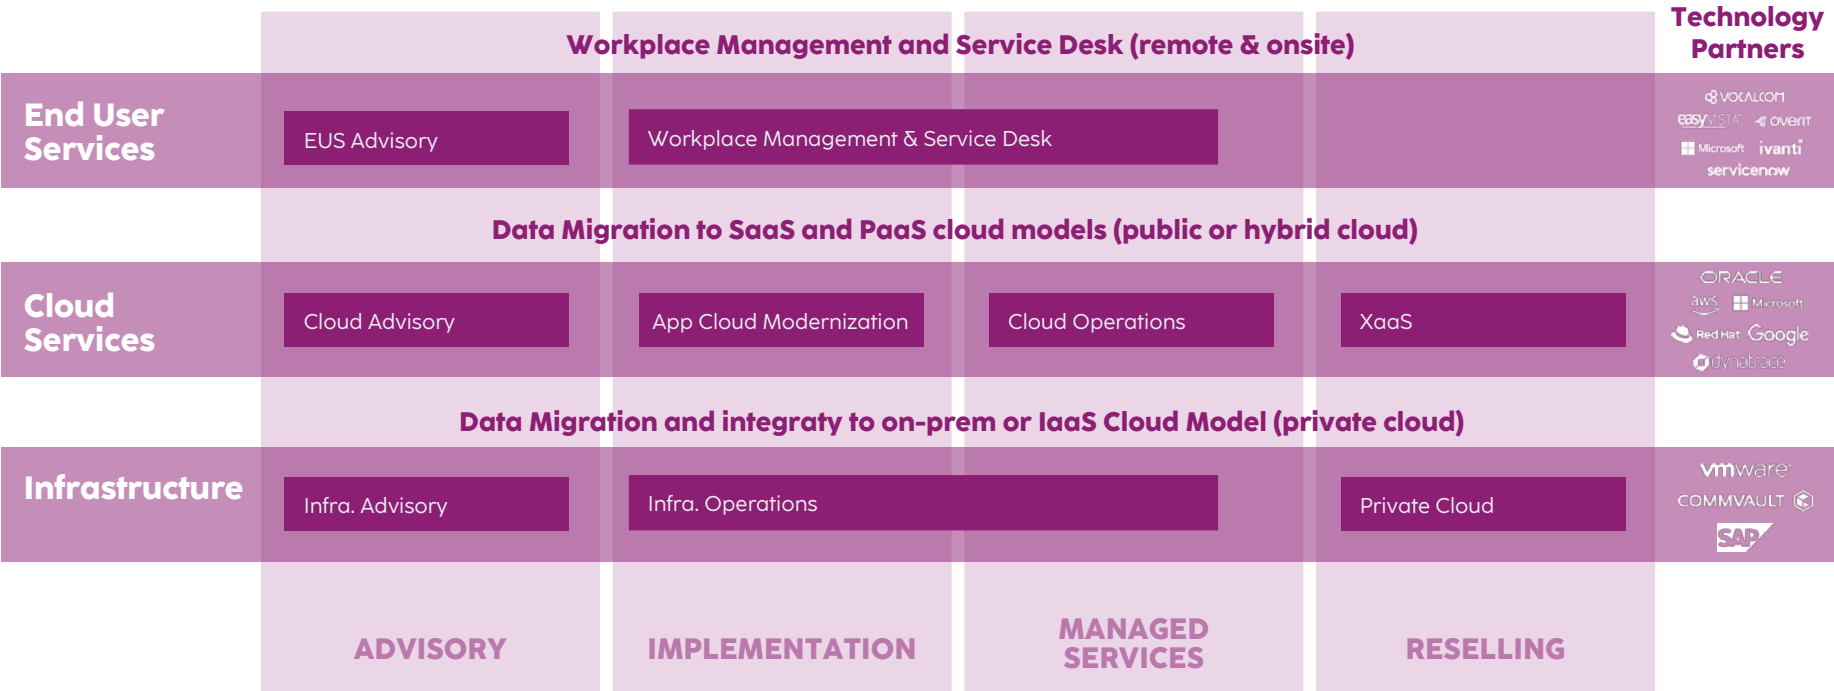 Technology
Partners
Workplace Management and Service Desk (remote & onsite)
End User
Services
EUS Advisory
Workplace Management & Service Desk
VOCALCOM
easyVISTA
overIT
Microsoft
ivanti
servicenow
Data Migration to SaaS and PaaS cloud models (public or hybrid cloud)
Cloud
Services
Cloud Advisory
App Cloud Modernization
Cloud Operations
XaaS
ORACLE
aws
Microsoft
Red Hat
Google
dynatrace
Data Migration and integraty to on-prem or IaaS Cloud Model (private cloud)
Infrastructure
Infra. Advisory
Infra. Operations
Private Cloud
vmware
COMMVAULT
SAP
ADVISORY
IMPLEMENTATION
MANAGED
SERVICES
RESELLING